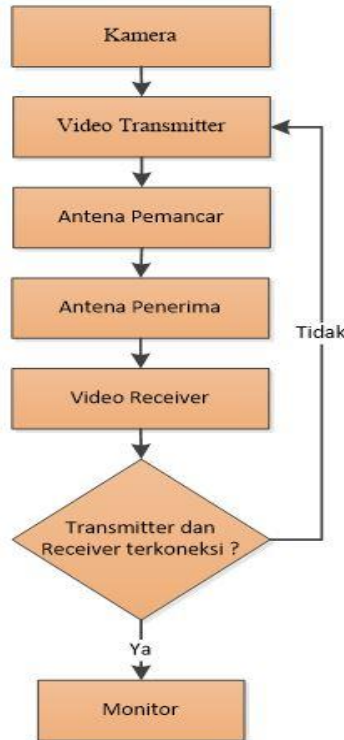 Kamera
Video Transmitter
Antena Pemancar
Antena Penerima
Tidak
Video Receiver
Transmitter dan
Receiver terkoneksi ?
Ya
Monitor